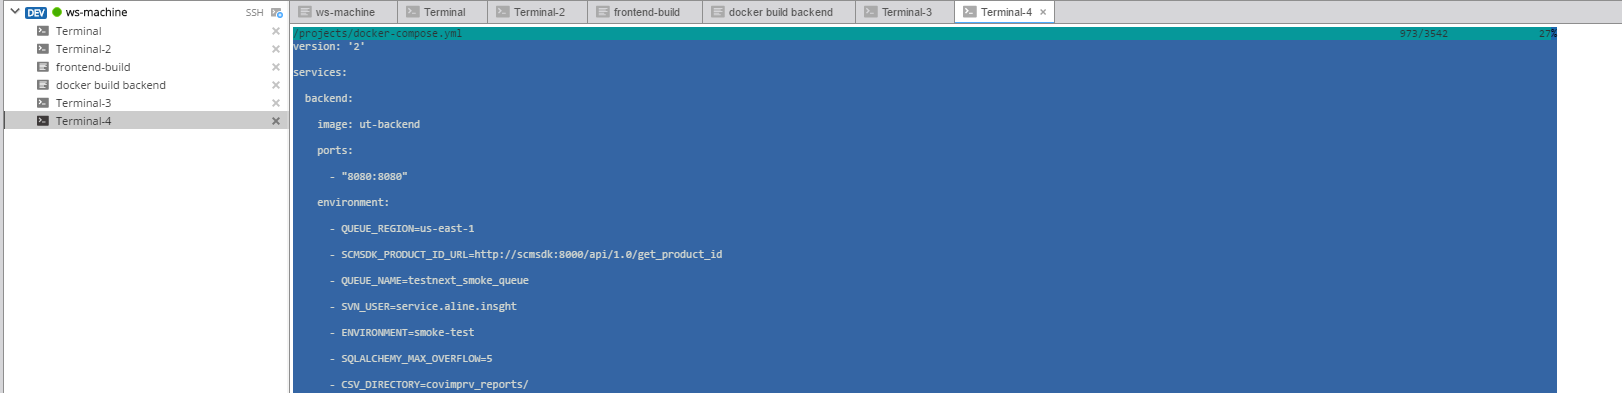 DEV ws-machine SSH
Terminal
Terminal-2
frontend-build
docker build backend
Terminal-3
Terminal-4
ws-machine Terminal Terminal-2 frontend-build docker build backend Terminal-3 Terminal-4
/projects/docker-compose.yml 973/3542 27%
version: '2'
services:
backend:
image: ut-backend
ports:
- "8080:8080"
environment:
- QUEUE_REGION=us-east-1
- SCMSDK_PRODUCT_ID_URL=http://scmsdk:8000/api/1.0/get_product_id
- QUEUE_NAME=testnext_smoke_queue
- SVN_USER=service.aline.insght
- ENVIRONMENT=smoke-test
- SQLALCHEMY_MAX_OVERFLOW=5
- CSV_DIRECTORY=covimprv_reports/